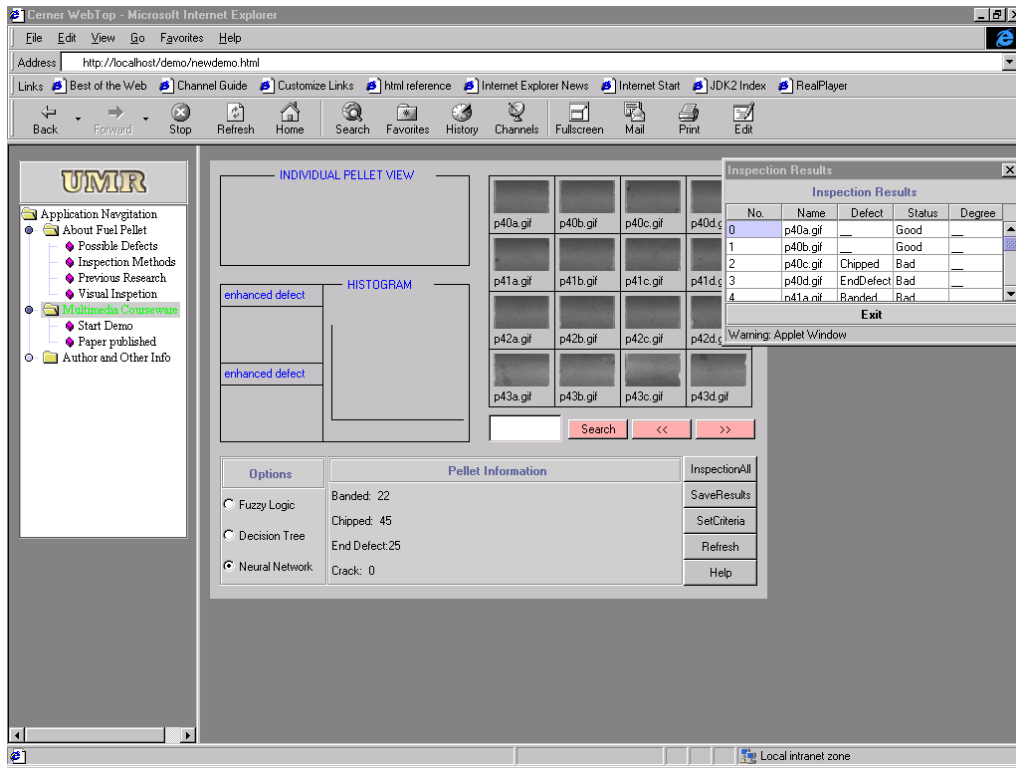 Cerner WebTop - Microsoft Internet Explorer
File Edit View Go Favorites Help
Address http://localhost/demo/newdemo.html
Links Best of the Web Channel Guide Customize Links html reference Internet Explorer News Internet Start JDK2 Index RealPlayer
Back Forward Stop Refresh Home Search Favorites History Channels Fullscreen Mail Print Edit
UMR
Application Navgitation
About Fuel Pellet
Possible Defects
Inspection Methods
Previous Research
Visual Inspetion
Multimedia Courseware
Start Demo
Paper published
Author and Other Info
INDIVIDUAL PELLET VIEW
enhanced defect
HISTOGRAM
enhanced defect
p40a.gif p40b.gif p40c.gif p40d.g
p41a.gif p41b.gif p41c.gif p41d.g
p42a.gif p42b.gif p42c.gif p42d.g
p43a.gif p43b.gif p43c.gif p43d.gif
Search << >>
Inspection Results
Inspection Results
No. Name Defect Status Degree
0 p40a.gif __ Good __
1 p40b.gif __ Good __
2 p40c.gif Chipped Bad __
3 p40d.gif EndDefect Bad __
4 p41a.gif Banded Bad __
Exit
Warning: Applet Window
Options
Fuzzy Logic
Decision Tree
Neural Network
Pellet Information
Banded: 22
Chipped: 45
End Defect:25
Crack: 0
InspectionAll
SaveResults
SetCriteria
Refresh
Help
Local intranet zone